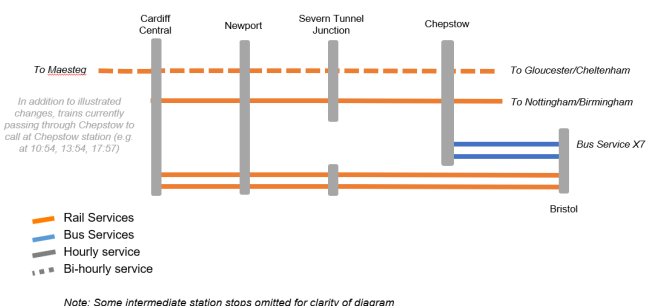 Cardiff
Central
Newport
Severn Tunnel
Junction
Chepstow
To Maesteg
To Gloucester/Cheltenham
In addition to illustrated
changes, trains currently
passing through Chepstow to
call at Chepstow station (e.g.
at 10:54, 13:54, 17:57)
To Nottingham/Birmingham
Bus Service X7
Bristol
Rail Services
Bus Services
Hourly service
Bi-hourly service
Note: Some intermediate station stops omitted for clarity of diagram